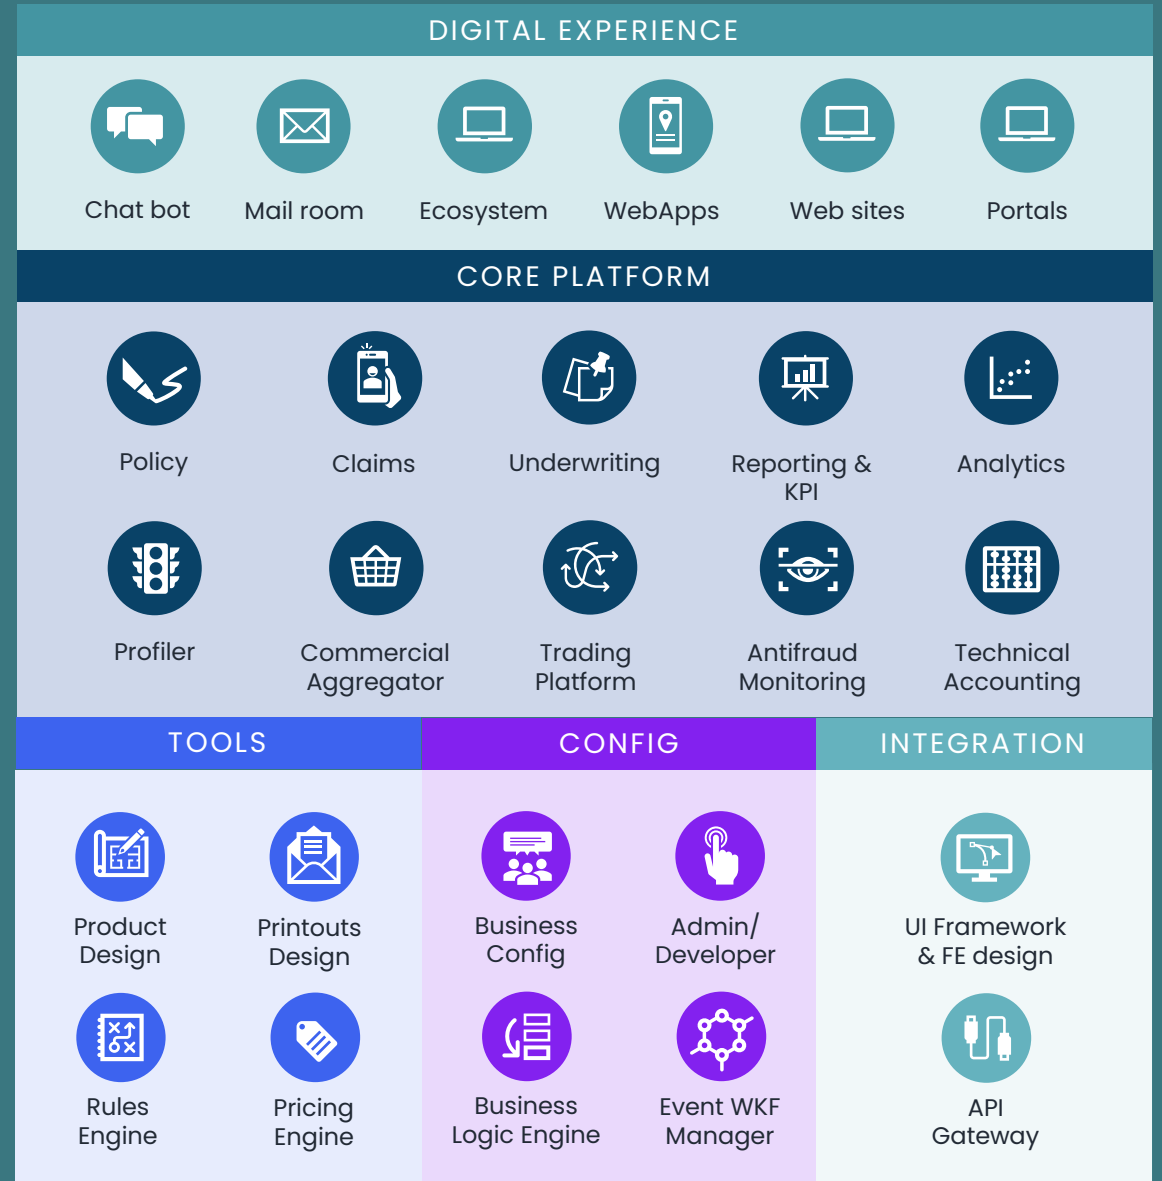 DIGITAL EXPERIENCE
Chat bot
Mail room
Ecosystem
WebApps
Web sites
Portals
CORE PLATFORM
Policy
Claims
Underwriting
Reporting &
KPI
Analytics
Profiler
Commercial
Aggregator
Trading
Platform
Antifraud
Monitoring
Technical
Accounting
TOOLS
Product
Design
Printouts
Design
Rules
Engine
Pricing
Engine
CONFIG
Business
Config
Admin/
Developer
Business
Logic Engine
Event WKF
Manager
INTEGRATION
UI Framework
& FE design
API
Gateway